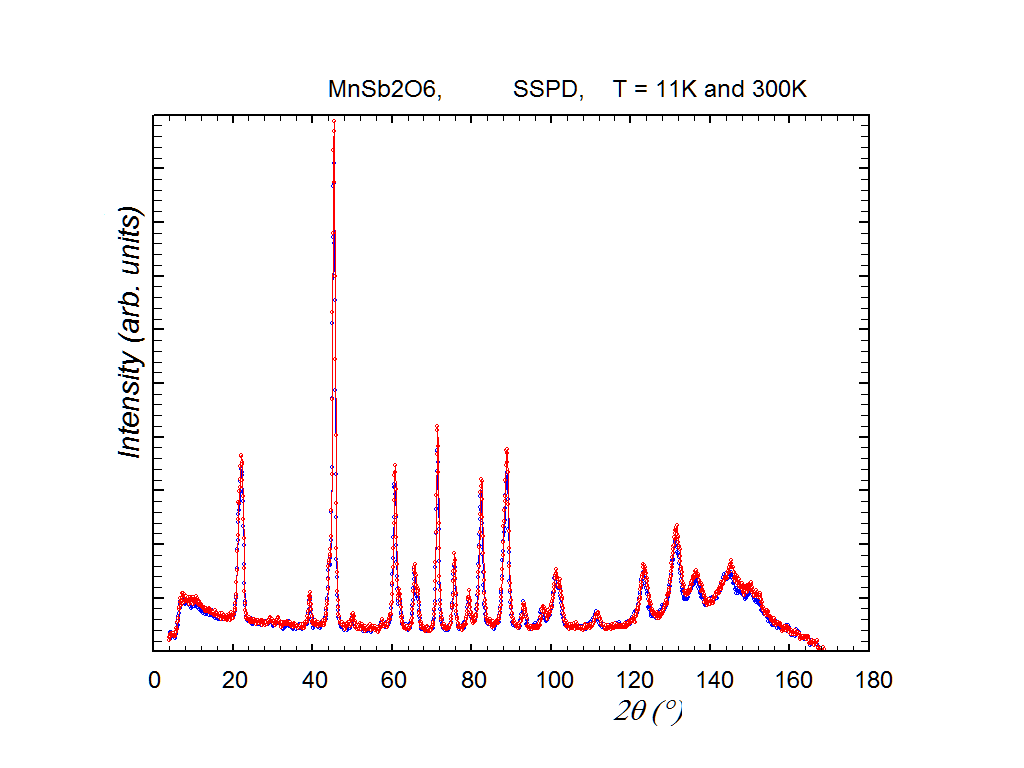 MnSb2O6, SSPD, T = 11K and 300K
Intensity (arb. units)
0 20 40 60 80 100 120 140 160 180
2θ (°)